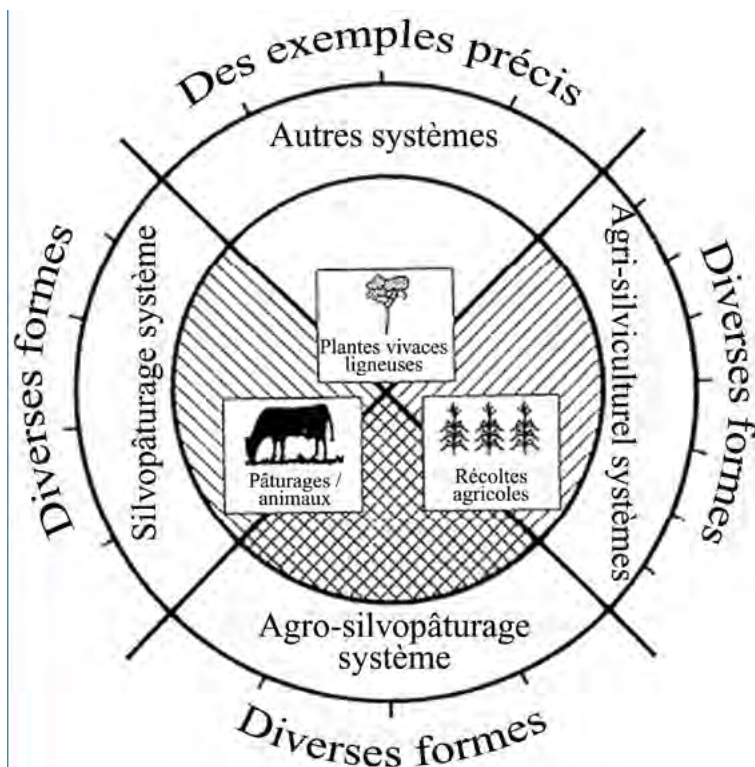 Des exemples précis
Autres systèmes
Diverses formes
Silvopâturage système
Plantes vivaces
ligneuses
Pâturages /
animaux
Récoltes
agricoles
Agri-silviculturel systèmes
Diverses formes
Agro-silvopâturage
système
Diverses formes